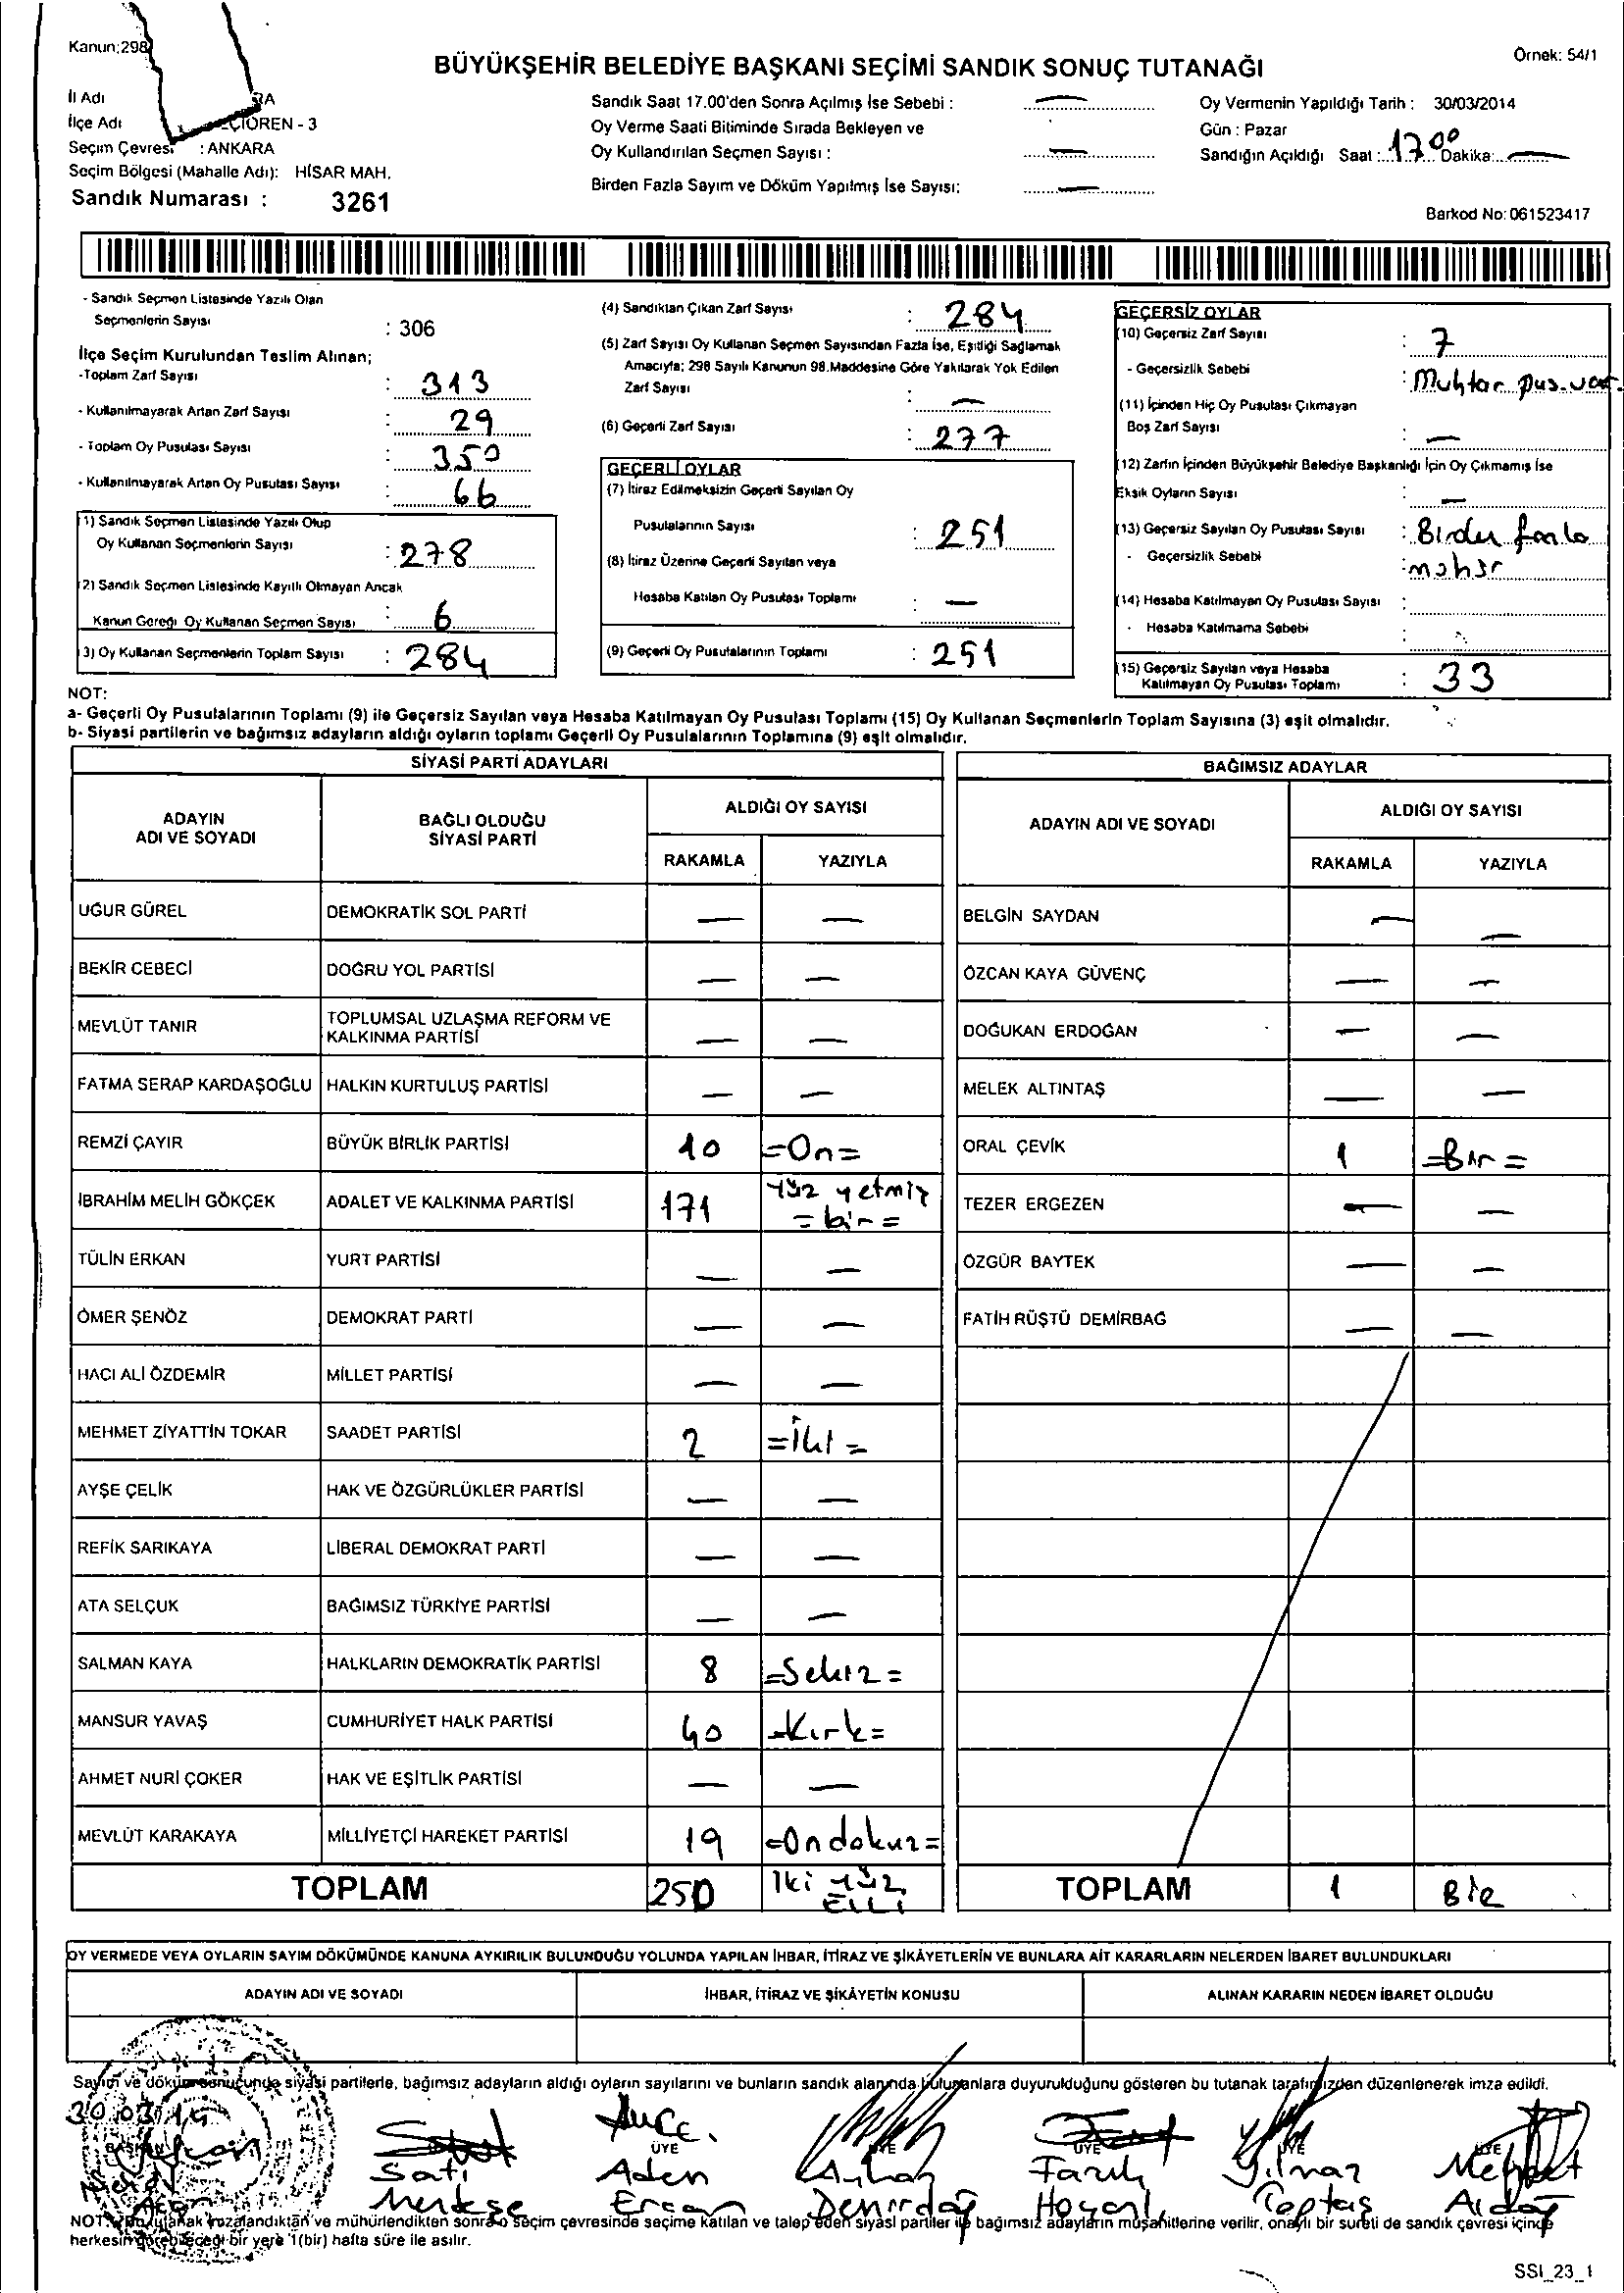 Kanun;298
Örnek: 54/1
BÜYÜKŞEHİR BELEDİYE BAŞKANI SEÇİMİ SANDIK SONUÇ TUTANAĞI
İl Adı RA
İlçe Adı ÇİÖREN - 3
Seçim Çevresi : ANKARA
Seçim Bölgesi (Mahalle Adı): HİSAR MAH.
Sandık Numarası : 3261
Sandık Saat 17.00'den Sonra Açılmış İse Sebebi : —
Oy Verme Saati Bitiminde Sırada Bekleyen ve
Oy Kullandırılan Seçmen Sayısı : —
Birden Fazla Sayım ve Döküm Yapılmış İse Sayısı: —
Oy Vermenin Yapıldığı Tarih : 30/03/2014
Gün : Pazar
Sandığın Açıldığı Saat : 17 00 Dakika: —
Barkod No: 061523417
- Sandık Seçmen Listesinde Yazılı Olan
Seçmenlerin Sayısı : 306
İlçe Seçim Kurulundan Teslim Alınan;
-Toplam Zarf Sayısı : 313
- Kullanılmayarak Artan Zarf Sayısı : 29
- Toplam Oy Pusulası Sayısı : 350
- Kullanılmayarak Artan Oy Pusulası Sayısı : 66
(1) Sandık Seçmen Listesinde Yazılı Olup
Oy Kullanan Seçmenlerin Sayısı : 278
(2) Sandık Seçmen Listesinde Kayıtlı Olmayan Ancak
Kanun Gereği Oy Kullanan Seçmen Sayısı : 6
(3) Oy Kullanan Seçmenlerin Toplam Sayısı : 284
(4) Sandıktan Çıkan Zarf Sayısı : 284
(5) Zarf Sayısı Oy Kullanan Seçmen Sayısından Fazla İse, Eşitliği Sağlamak
Amacıyla; 298 Sayılı Kanunun 98.Maddesine Göre Yakılarak Yok Edilen
Zarf Sayısı : —
(6) Geçerli Zarf Sayısı : 277
GEÇERLİ OYLAR
(7) İtiraz Edilmeksizin Geçerli Sayılan Oy
Pusulalarının Sayısı : 251
(8) İtiraz Üzerine Geçerli Sayılan veya
Hesaba Katılan Oy Pusulası Toplamı : —
(9) Geçerli Oy Pusulalarının Toplamı : 251
GEÇERSİZ OYLAR
(10) Geçersiz Zarf Sayısı : 7
- Geçersizlik Sebebi : Muhtar pus.
(11) İçinden Hiç Oy Pusulası Çıkmayan
Boş Zarf Sayısı : —
(12) Zarfın İçinden Büyükşehir Belediye Başkanlığı İçin Oy Çıkmamış İse
Eksik Oyların Sayısı : —
(13) Geçersiz Sayılan Oy Pusulası Sayısı : fazla
- Geçersizlik Sebebi : mühür
(14) Hesaba Katılmayan Oy Pusulası Sayısı :
- Hesaba Katılmama Sebebi :
(15) Geçersiz Sayılan veya Hesaba
Katılmayan Oy Pusulası Toplamı : 33
NOT:
a- Geçerli Oy Pusulalarının Toplamı (9) ile Geçersiz Sayılan veya Hesaba Katılmayan Oy Pusulası Toplamı (15) Oy Kullanan Seçmenlerin Toplam Sayısına (3) eşit olmalıdır.
b- Siyasi partilerin ve bağımsız adayların aldığı oyların toplamı Geçerli Oy Pusulalarının Toplamına (9) eşit olmalıdır.
SİYASİ PARTİ ADAYLARI
ADAYIN ADI VE SOYADI
BAĞLI OLDUĞU SİYASİ PARTİ
ALDIĞI OY SAYISI
RAKAMLA YAZIYLA
UĞUR GÜREL DEMOKRATİK SOL PARTİ — —
BEKİR CEBECİ DOĞRU YOL PARTİSİ — —
MEVLÜT TANIR TOPLUMSAL UZLAŞMA REFORM VE
KALKINMA PARTİSİ — —
FATMA SERAP KARDAŞOĞLU HALKIN KURTULUŞ PARTİSİ — —
REMZİ ÇAYIR BÜYÜK BİRLİK PARTİSİ 10 =On=
İBRAHİM MELİH GÖKÇEK ADALET VE KALKINMA PARTİSİ 171 Yüz yetmiş
=bir=
TÜLİN ERKAN YURT PARTİSİ — —
ÖMER ŞENÖZ DEMOKRAT PARTİ — —
HACI ALİ ÖZDEMİR MİLLET PARTİSİ — —
MEHMET ZİYATTİN TOKAR SAADET PARTİSİ 2 =İki=
AYŞE ÇELİK HAK VE ÖZGÜRLÜKLER PARTİSİ — —
REFİK SARIKAYA LİBERAL DEMOKRAT PARTİ — —
ATA SELÇUK BAĞIMSIZ TÜRKİYE PARTİSİ — —
SALMAN KAYA HALKLARIN DEMOKRATİK PARTİSİ 8 =Sekiz=
MANSUR YAVAŞ CUMHURİYET HALK PARTİSİ 40 =Kırk=
AHMET NURİ ÇOKER HAK VE EŞİTLİK PARTİSİ — —
MEVLÜT KARAKAYA MİLLİYETÇİ HAREKET PARTİSİ 19 =Ondokuz=
TOPLAM 250 İki yüz
ELLİ
BAĞIMSIZ ADAYLAR
ADAYIN ADI VE SOYADI
ALDIĞI OY SAYISI
RAKAMLA YAZIYLA
BELGİN SAYDAN — —
ÖZCAN KAYA GÜVENÇ — —
DOĞUKAN ERDOĞAN — —
MELEK ALTINTAŞ — —
ORAL ÇEVİK 1 =Bir=
TEZER ERGEZEN — —
ÖZGÜR BAYTEK — —
FATİH RÜŞTÜ DEMİRBAĞ — —
TOPLAM 1 Bir
OY VERMEDE VEYA OYLARIN SAYIM DÖKÜMÜNDE KANUNA AYKIRILIK BULUNDUĞU YOLUNDA YAPILAN İHBAR, İTİRAZ VE ŞİKÂYETLERİN VE BUNLARA AİT KARARLARIN NELERDEN İBARET BULUNDUKLARI
ADAYIN ADI VE SOYADI İHBAR, İTİRAZ VE ŞİKÂYETİN KONUSU ALINAN KARARIN NEDEN İBARET OLDUĞU
Sayım ve döküm sonucunda siyasi partilerle, bağımsız adayların aldığı oyların sayılarını ve bunların sandık alanında bulunanlara duyurulduğunu gösteren bu tutanak tarafımızdan düzenlenerek imza edildi.
30.03.14
BAŞKAN ÜYE ÜYE ÜYE ÜYE ÜYE
Satı Aden Ayhan Faruk Yılmaz Mehmet
Menteşe Ercan Demirdağ Toptaş
NOT: Bu tutanak imzalandıktan ve mühürlendikten sonra o seçim çevresinde seçime katılan ve talep eden siyasi partiler ile bağımsız adayların müşahitlerine verilir, onaylı bir sureti de sandık çevresi içinde
herkesin görebileceği bir yere 1(bir) hafta süre ile asılır.
SSI_23_1